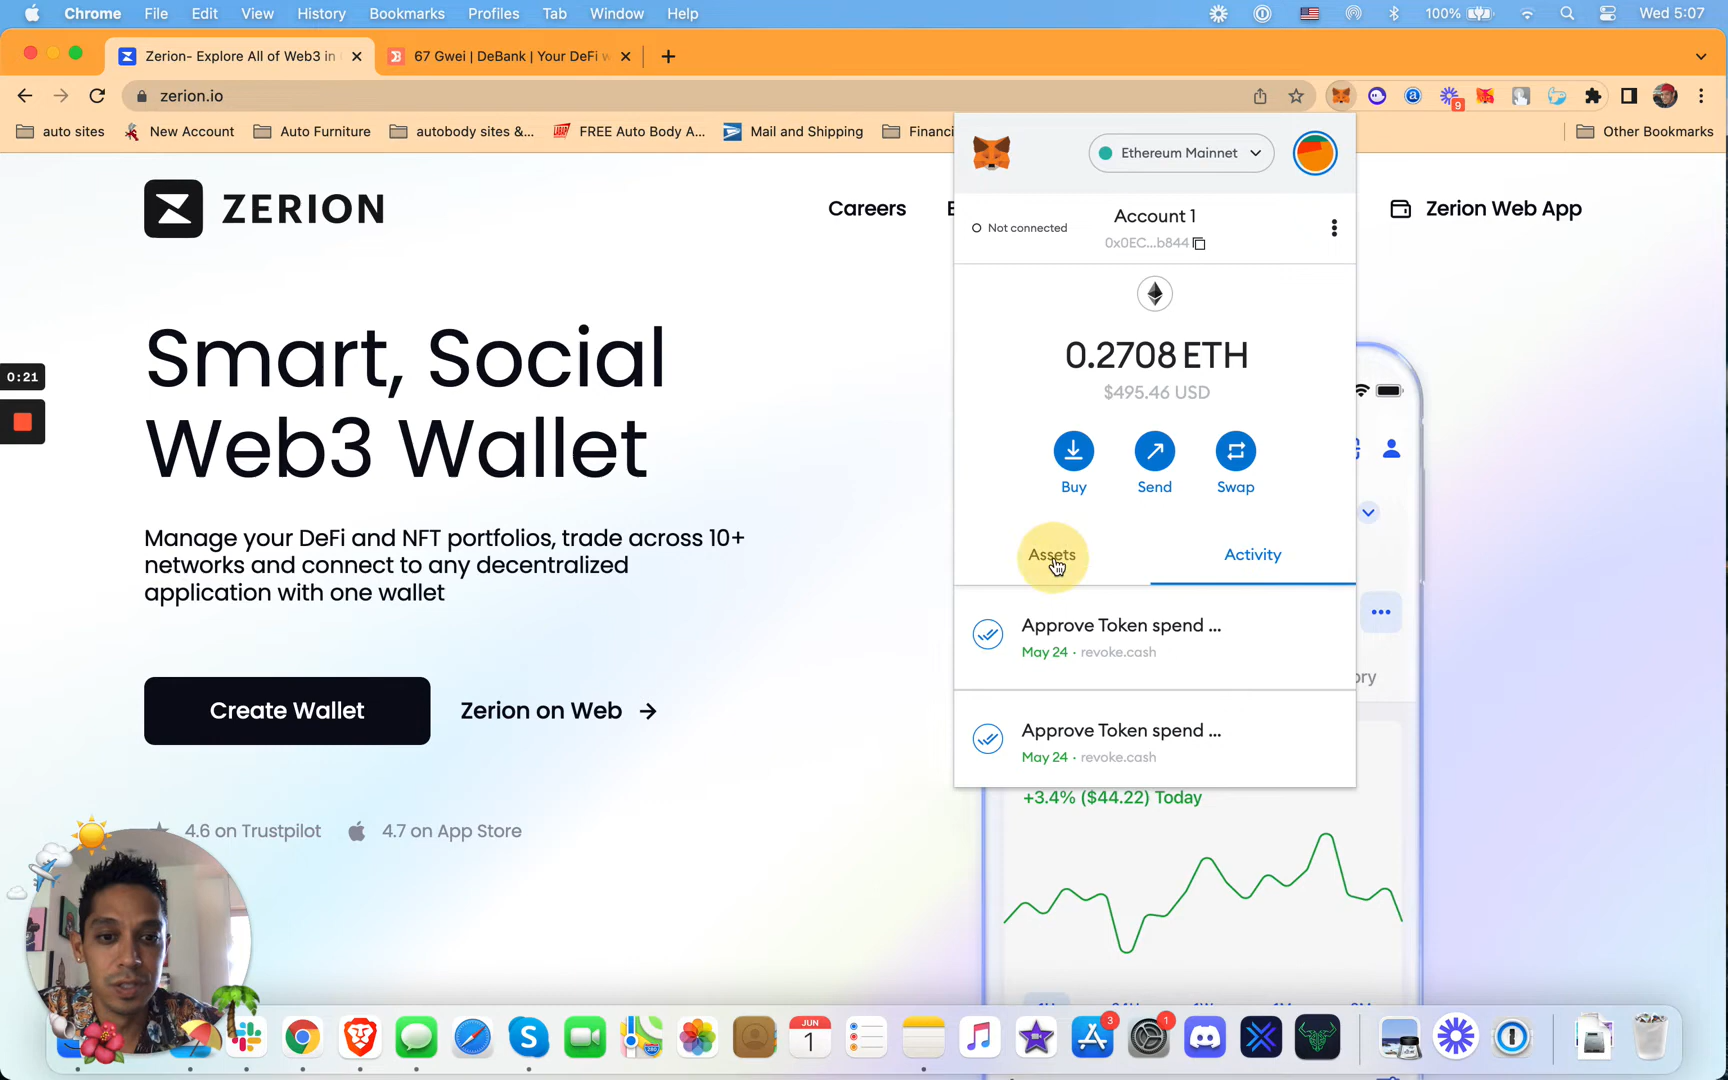 Chrome File Edit View History Bookmarks Profiles Tab Window Help 100% Wed 5:07
Zerion- Explore All of Web3 in 67 Gwei | DeBank | Your DeFi w
zerion.io 9
auto sites New Account Auto Furniture autobody sites &... FREE Auto Body A... Mail and Shipping Financi Other Bookmarks
ZERION
Careers Zerion Web App
Ethereum Mainnet
Not connected
Account 1
0x0EC...b844
0.2708 ETH
$495.46 USD
Buy Send Swap
Assets Activity
Approve Token spend ...
May 24 · revoke.cash
Approve Token spend ...
May 24 · revoke.cash
0:21
Smart, Social
Web3 Wallet
Manage your DeFi and NFT portfolios, trade across 10+
networks and connect to any decentralized
application with one wallet
Create Wallet Zerion on Web →
4.6 on Trustpilot 4.7 on App Store
+3.4% ($44.22) Today
JUN
1
3
1